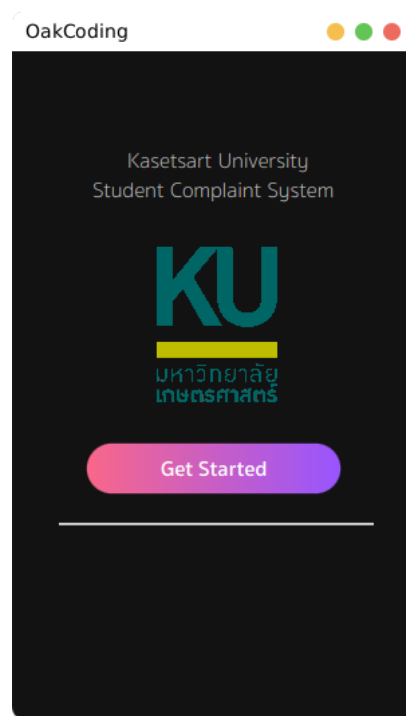 OakCoding
Kasetsart University
Student Complaint System
KU
มหาวิทยาลัย
เกษตรศาสตร์
Get Started